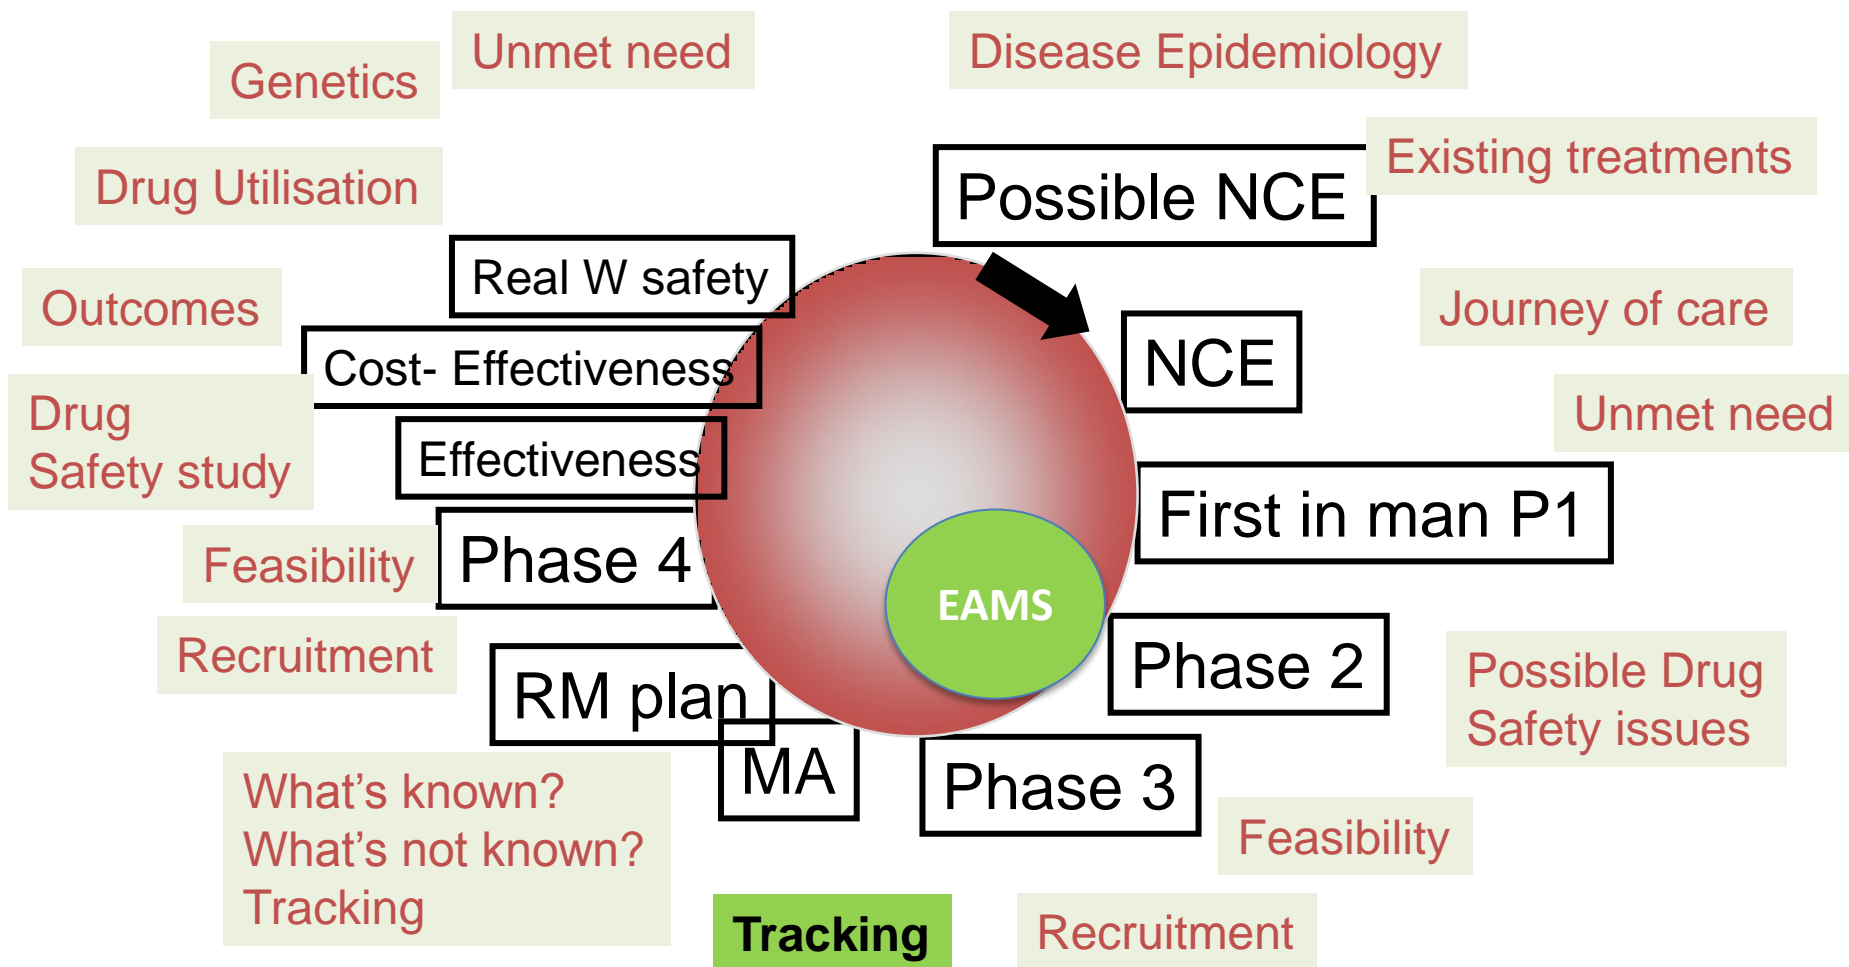 Unmet need
Disease Epidemiology
Genetics
Existing treatments
Drug Utilisation
Possible NCE
Real W safety
Outcomes
Journey of care
Cost- Effectiveness
NCE
Drug
Safety study
Unmet need
Effectiveness
First in man P1
Feasibility
Phase 4
EAMS
Recruitment
Phase 2
Possible Drug
Safety issues
RM plan
MA
Phase 3
What’s known?
What’s not known?
Tracking
Feasibility
Tracking
Recruitment